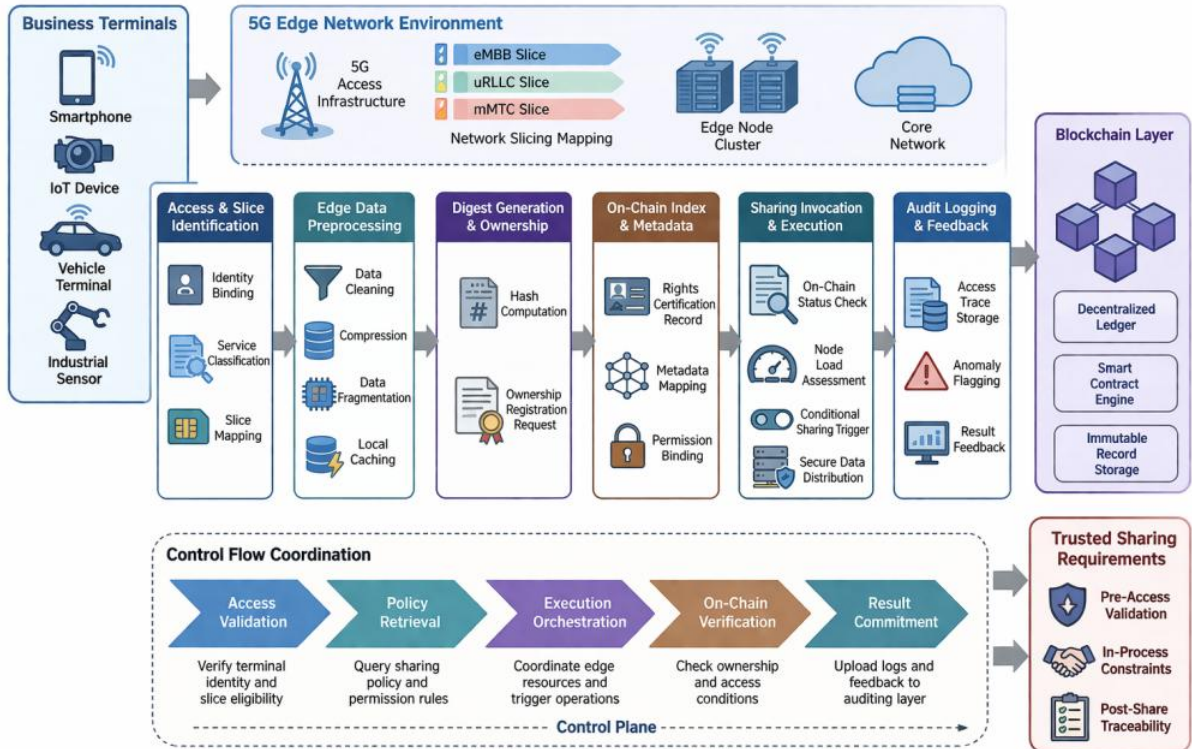 Business Terminals
Smartphone
IoT Device
Vehicle
Terminal
Industrial
Sensor
5G Edge Network Environment
5G
Access
Infrastructure
eMBB Slice
uRLLC Slice
mMTC Slice
Network Slicing Mapping
Edge Node
Cluster
Core
Network
Access & Slice
Identification
Identity
Binding
Service
Classification
Slice
Mapping
Edge Data
Preprocessing
Data
Cleaning
Compression
Data
Fragmentation
Local
Caching
Digest Generation
& Ownership
#
Hash
Computation
Ownership
Registration
Request
On-Chain Index
& Metadata
Rights
Certification
Record
Metadata
Mapping
Permission
Binding
Sharing Invocation
& Execution
On-Chain
Status Check
Node
Load
Assessment
Conditional
Sharing Trigger
Secure Data
Distribution
Audit Logging
& Feedback
Access
Trace
Storage
Anomaly
Flagging
Result
Feedback
Blockchain Layer
Decentralized
Ledger
Smart
Contract
Engine
Immutable
Record
Storage
Control Flow Coordination
Access
Validation
Verify terminal
identity and
slice eligibility
Policy
Retrieval
Query sharing
policy and
permission rules
Execution
Orchestration
Coordinate edge
resources and
trigger operations
On-Chain
Verification
Check ownership
and access
conditions
Result
Commitment
Upload logs and
feedback to
auditing layer
Control Plane
Trusted Sharing
Requirements
Pre-Access
Validation
In-Process
Constraints
Post-Share
Traceability